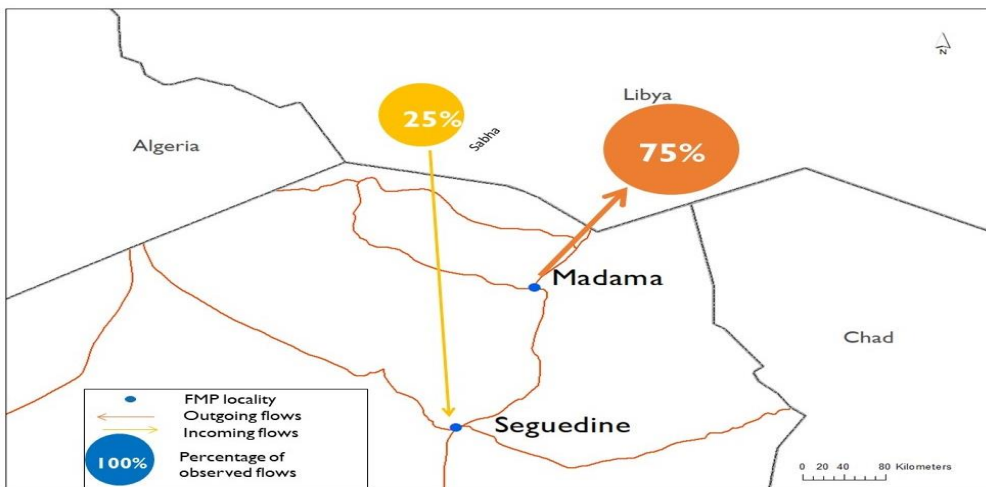 N
Libya
25%
Sabha
Algeria
75%
Madama
Chad
Seguedine
FMP locality
Outgoing flows
Incoming flows
100%
Percentage of
observed flows
0 20 40 80 Kilometers